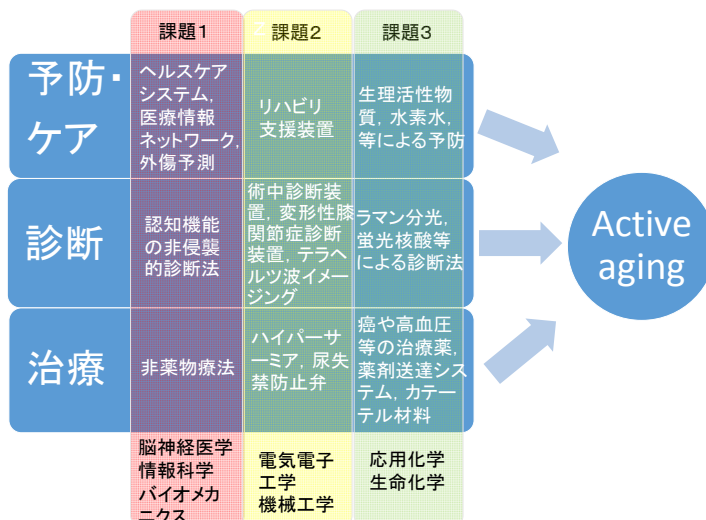 課題1
課題2
課題3
予防・
ケア
ヘルスケア
システム,
医療情報
ネットワーク,
外傷予測
リハビリ
支援装置
生理活性物
質, 水素水,
等による予防
診断
認知機能
の非侵襲
的診断法
術中診断装
置, 変形性膝
関節症診断
装置, テラヘ
ルツ波イメー
ジング
ラマン分光,
蛍光核酸等
による診断法
治療
非薬物療法
ハイパーサ
ーミア, 尿失
禁防止弁
癌や高血圧
等の治療薬,
薬剤送達シス
テム, カテー
テル材料
Active
aging
脳神経医学
情報科学
バイオメカ
ニクス
電気電子
工学
機械工学
応用化学
生命化学